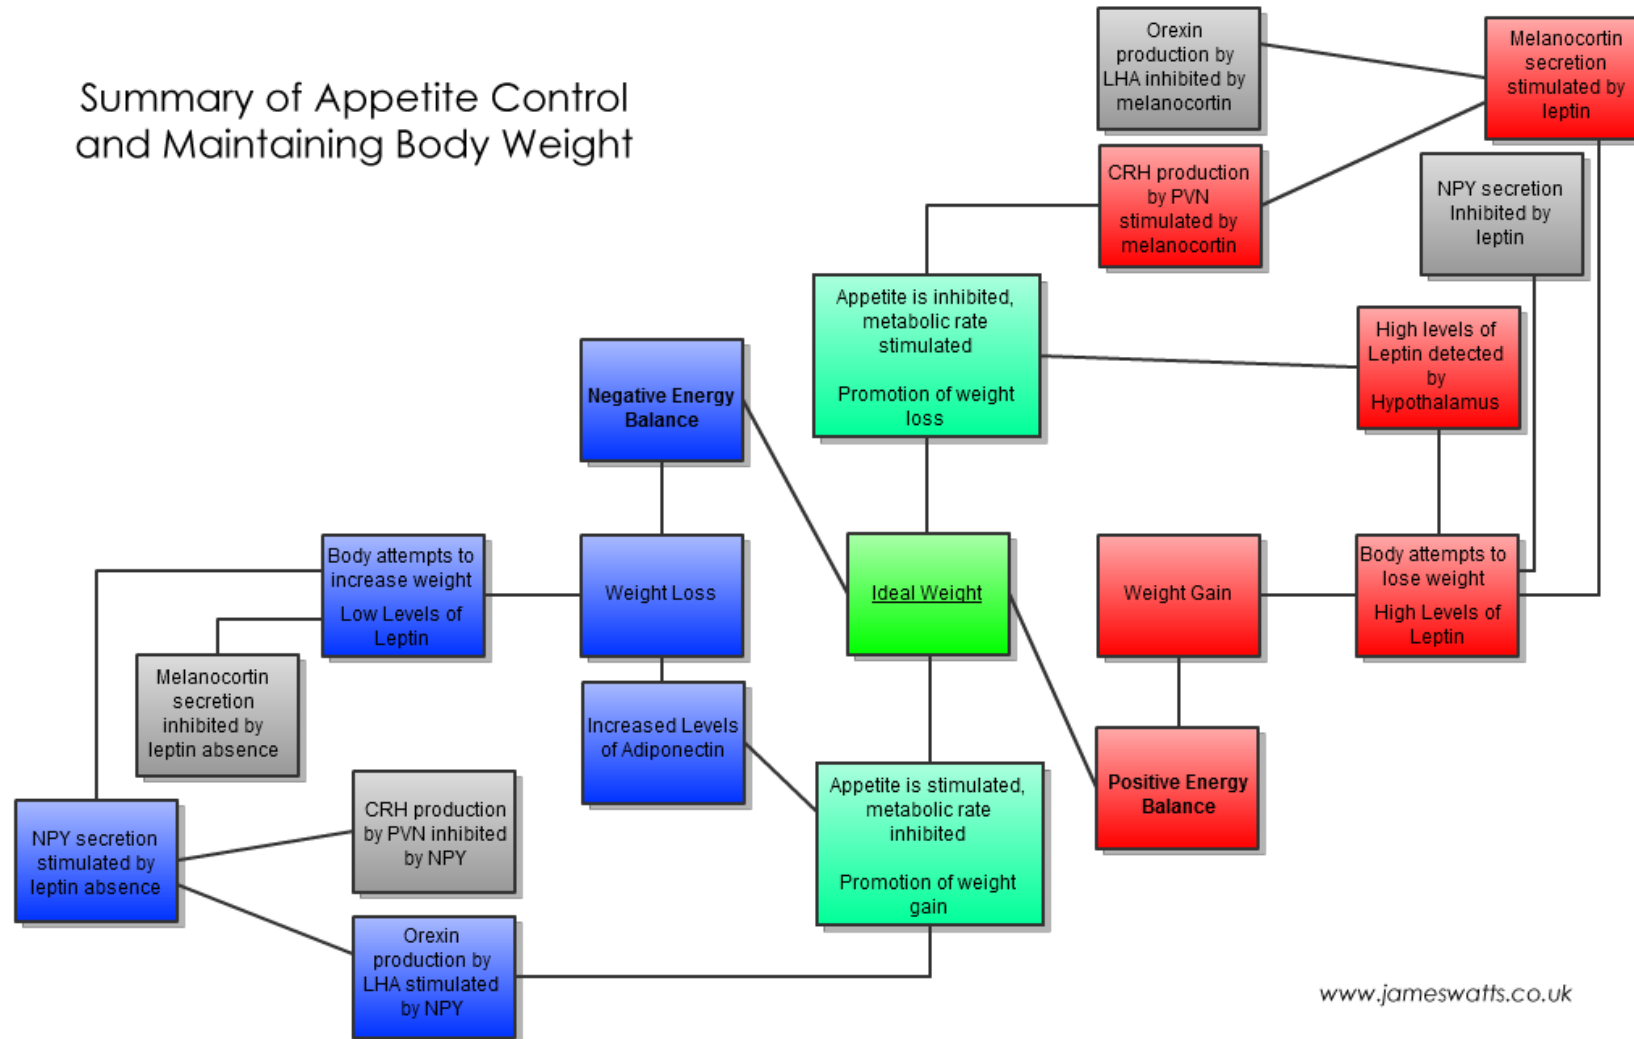 Summary of Appetite Control
and Maintaining Body Weight
Orexin
production by
LHA inhibited by
melanocortin
Melanocortin
secretion
stimulated by
leptin
CRH production
by PVN
stimulated by
melanocortin
NPY secretion
Inhibited by
leptin
Appetite is inhibited,
metabolic rate
stimulated
Promotion of weight
loss
High levels of
Leptin detected
by
Hypothalamus
Negative Energy
Balance
Body attempts to
increase weight
Low Levels of
Leptin
Weight Loss
Ideal Weight
Weight Gain
Body attempts to
lose weight
High Levels of
Leptin
Melanocortin
secretion
inhibited by
leptin absence
Increased Levels
of Adiponectin
Positive Energy
Balance
Appetite is stimulated,
metabolic rate
inhibited
Promotion of weight
gain
NPY secretion
stimulated by
leptin absence
CRH production
by PVN inhibited
by NPY
Orexin
production by
LHA stimulated
by NPY
www.jameswatts.co.uk